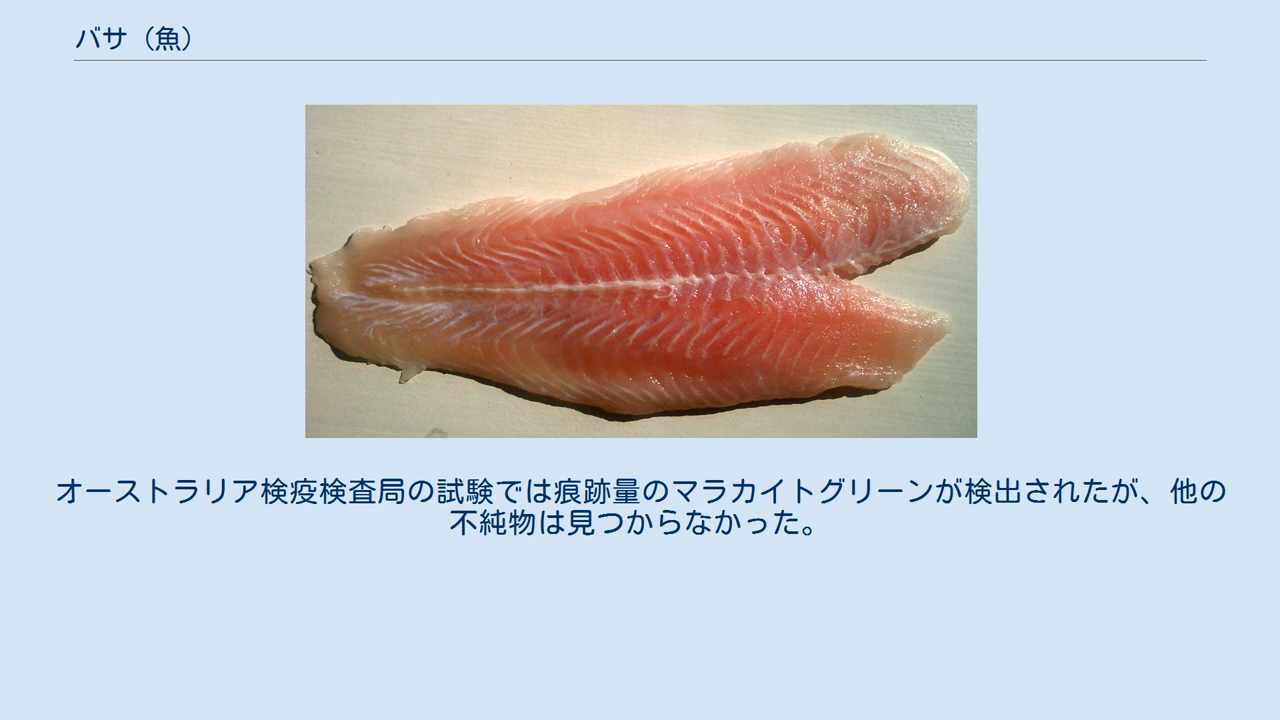 バサ（魚）
オーストラリア検疫検査局の試験では痕跡量のマラカイトグリーンが検出されたが、他の
不純物は見つからなかった。